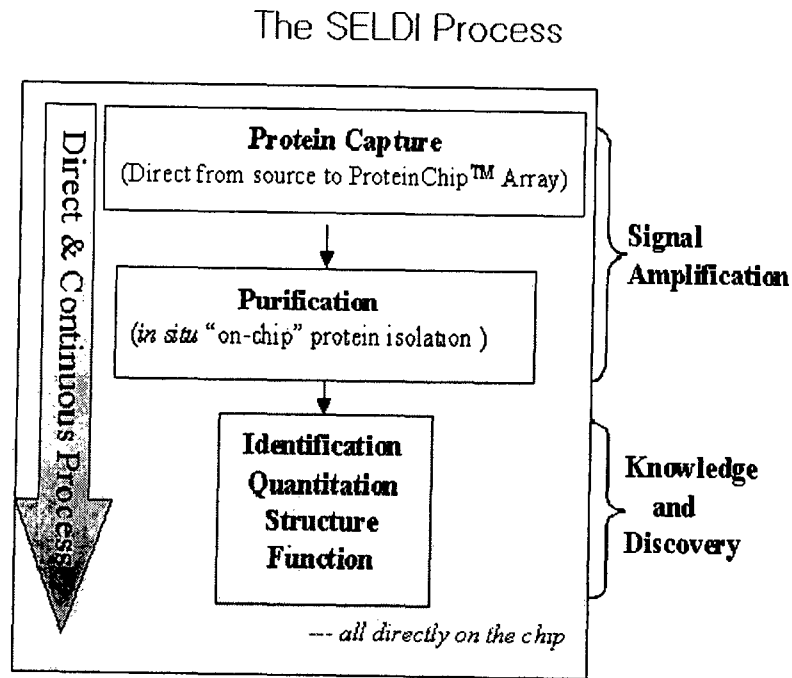 The SELDI Process
Direct & Continuous Process
Protein Capture
(Direct from source to ProteinChip™ Array)
Purification
(in situ "on-chip" protein isolation )
Signal
Amplification
Identification
Quantitation
Structure
Function
Knowledge
and
Discovery
--- all directly on the chip